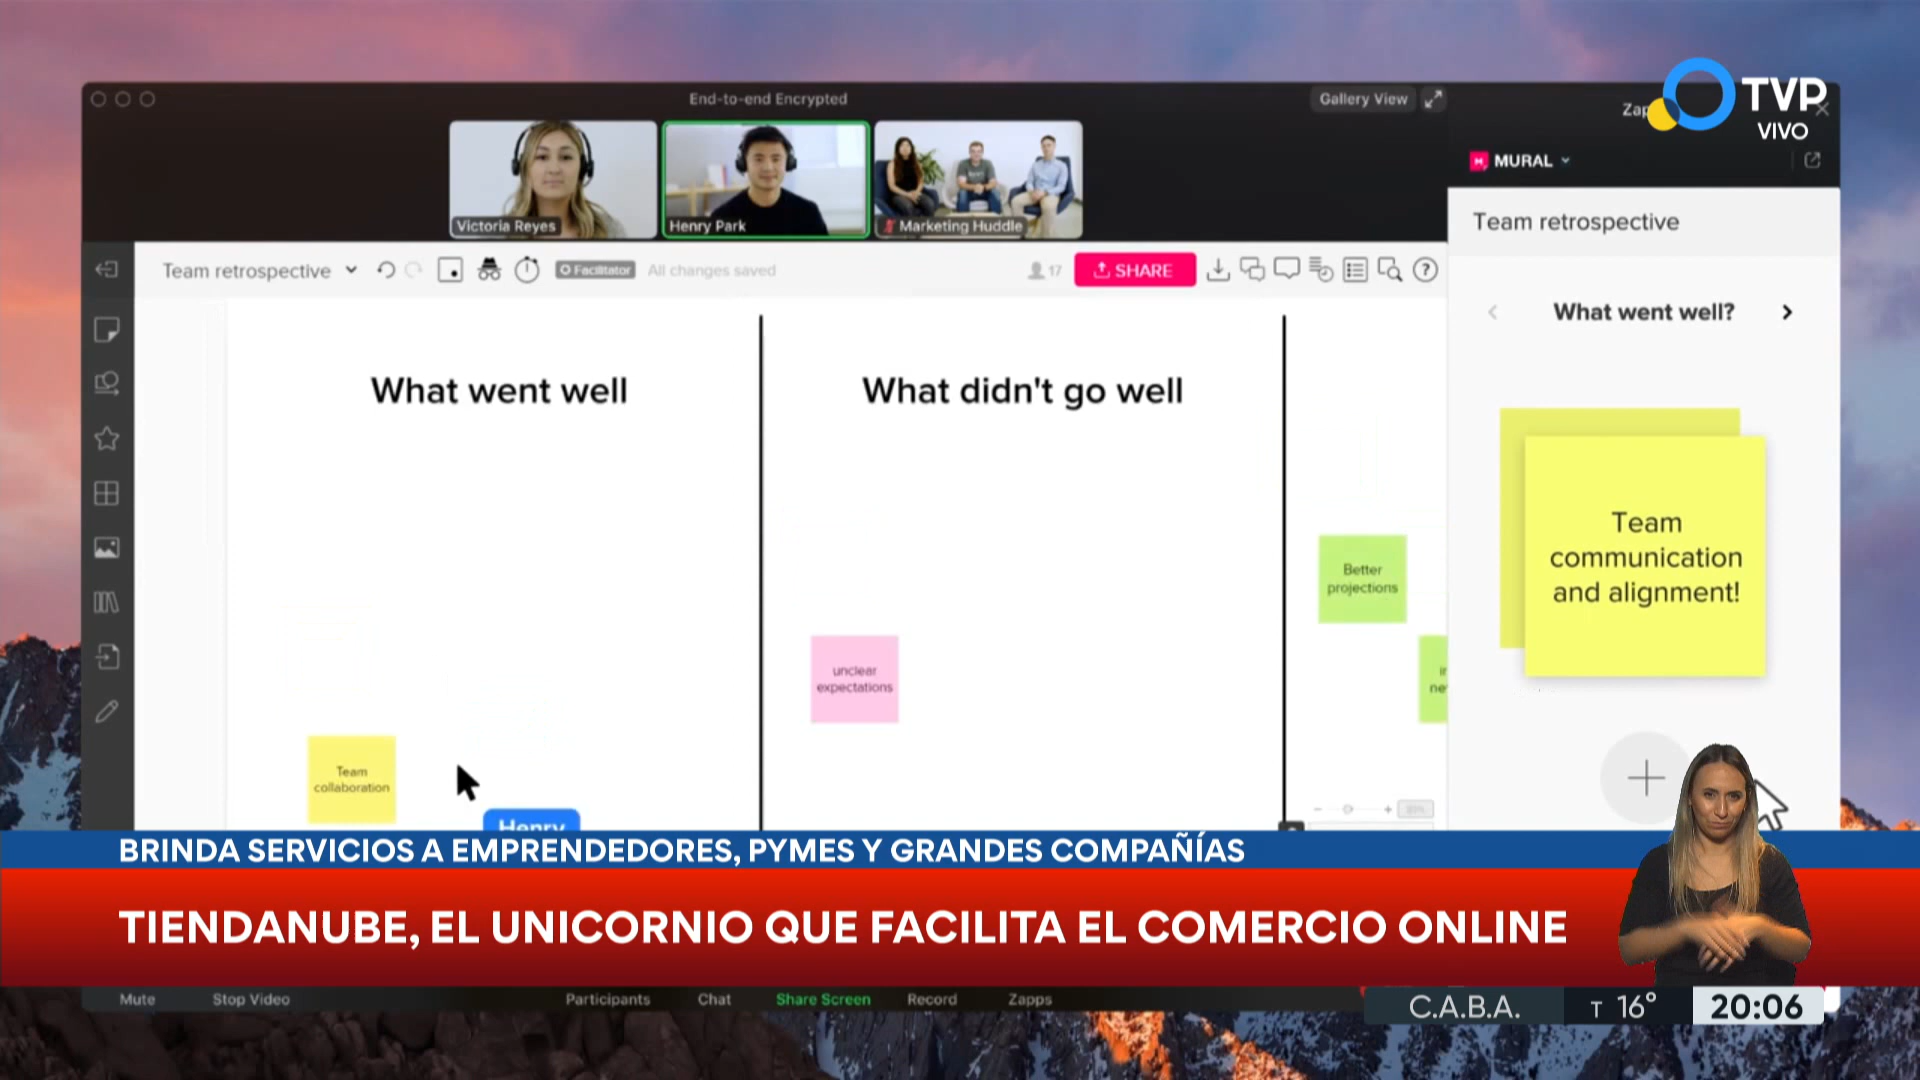 End-to-end Encrypted
Gallery View
TVP
VIVO
MURAL
Victoria Reyes
Henry Park
Marketing Huddle
Team retrospective
Team retrospective
Facilitator
All changes saved
17
SHARE
What went well?
What went well
What didn't go well
Team
communication
and alignment!
Better
projections
unclear
expectations
Team
collaboration
Henry
BRINDA SERVICIOS A EMPRENDEDORES, PYMES Y GRANDES COMPAÑÍAS
TIENDANUBE, EL UNICORNIO QUE FACILITA EL COMERCIO ONLINE
Mute
Stop Video
Participants
Chat
Share Screen
Record
Zapps
C.A.B.A.
T 16°
20:06